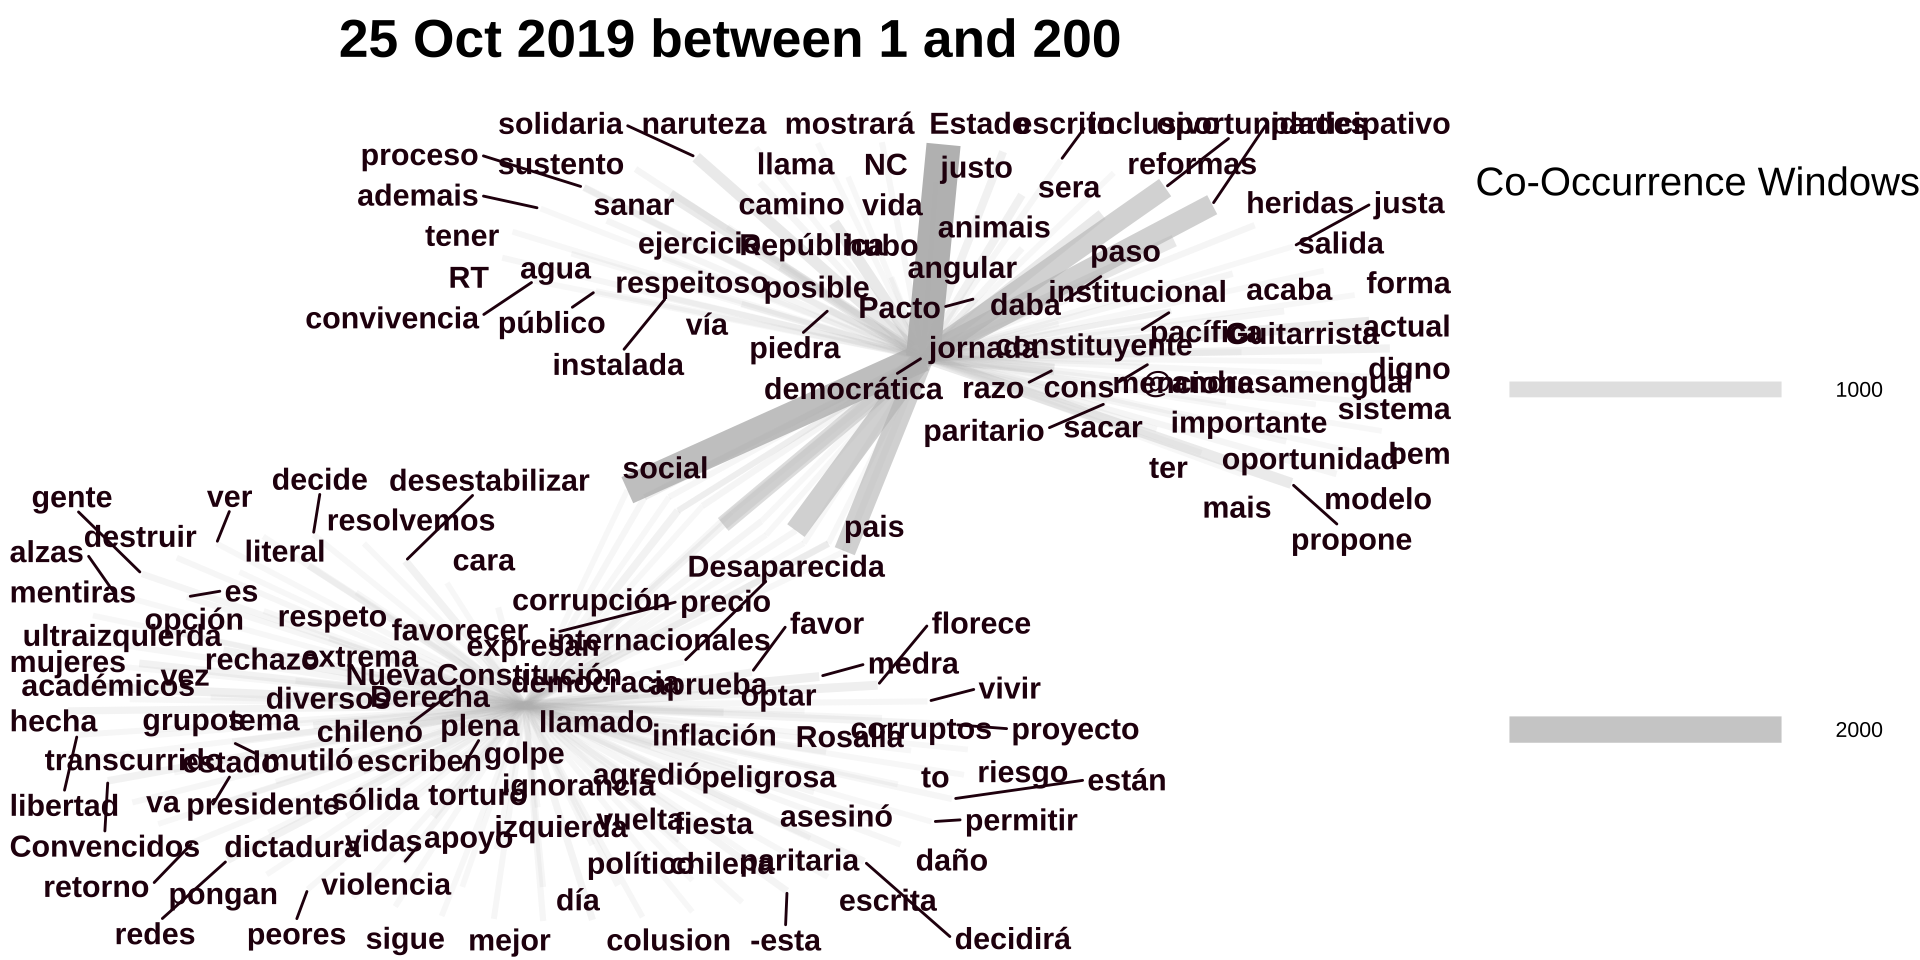 25 Oct 2019 between 1 and 200
solidaria naruteza mostrará Estado escrito inclusivo oportunidades participativo
proceso sustento llama NC justo reformas
Co-Occurrence Windows
ademais sanar camino vida sera heridas justa
tener ejercicio República hubo animais paso salida
RT agua respeitoso posible angular institucional acaba forma
convivencia público vía Pacto daba pacífica Guitarrista actual
instalada piedra jornada constituyente digno
democrática razo cons menciona @andresamengual
1000
paritario sacar importante sistema
social ter oportunidad bem
gente ver decide desestabilizar mais modelo
destruir resolvemos pais propone
alzas literal cara Desaparecida
mentiras es corrupción precio
opción respeto favorecer internacionales favor florece
ultraizquierda expresan
mujeres rechazo extrema medra
académicos vez NuevaConstitución democracia aprueba vivir
diversos Derecha optar
hecha grupos tema chileno plena llamado inflación Rosalía corruptos proyecto
2000
transcurrido estado mutiló escriben golpe agredió peligrosa to riesgo están
libertad va presidente sólida torturó ignorancia
Convencidos dictadura vidas apoyo izquierda vuelta fiesta asesinó permitir
retorno pongan violencia político chilena paritaria daño
día escrita
redes peores sigue mejor colusion -esta decidirá